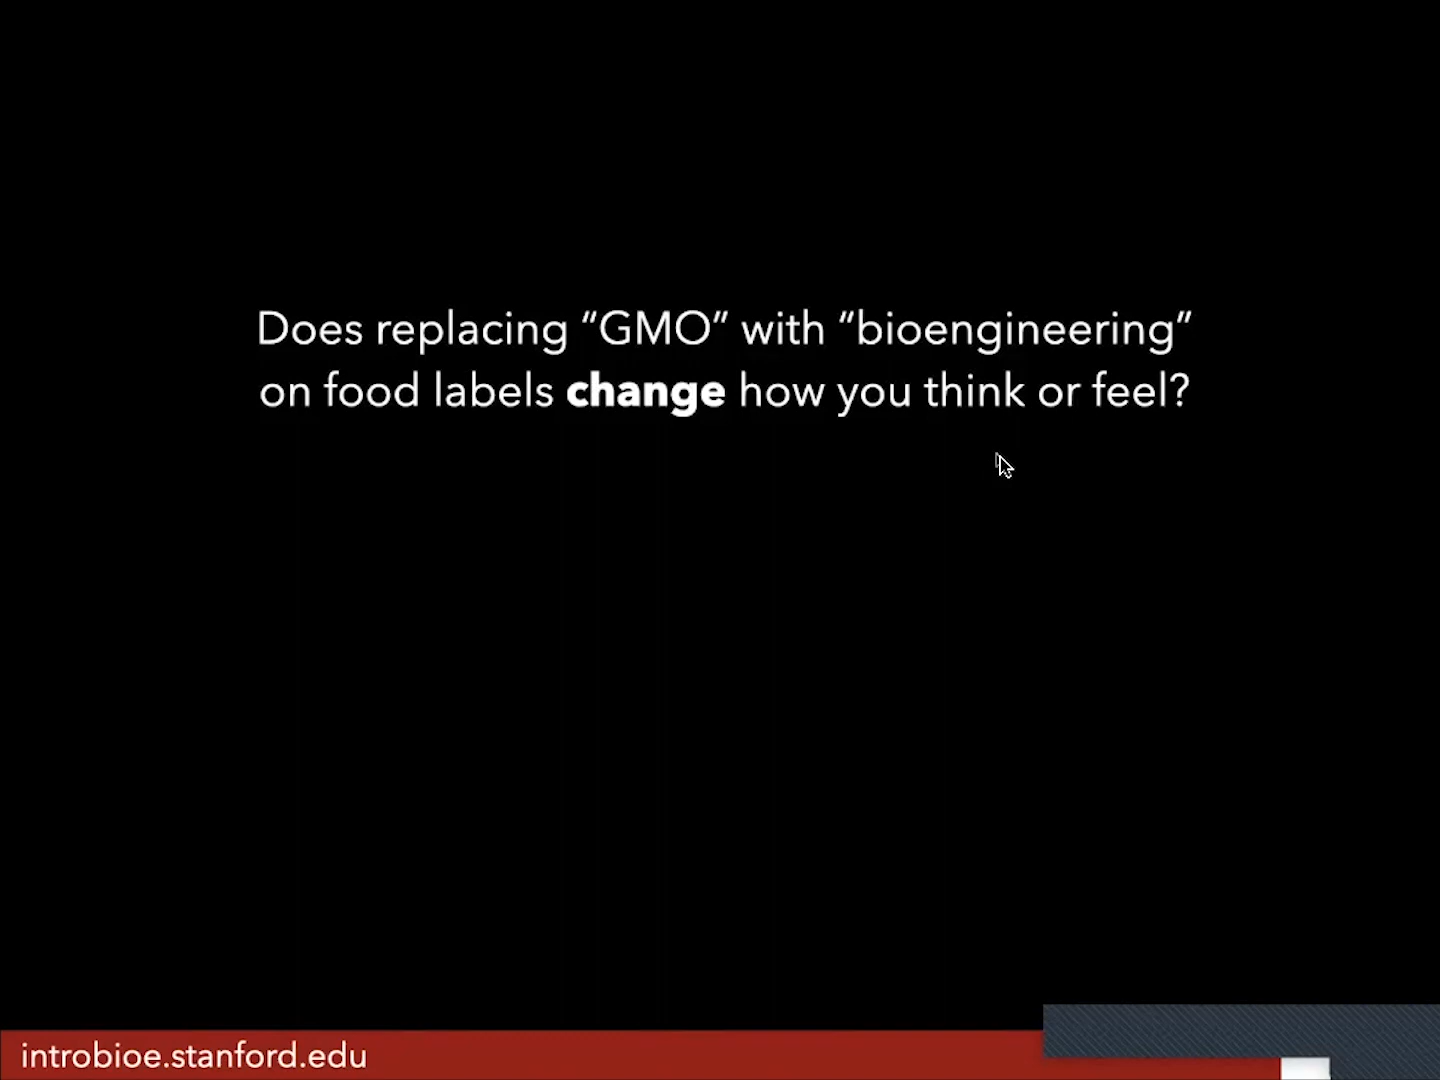 Does replacing “GMO” with “bioengineering”
on food labels change how you think or feel?
introbioe.stanford.edu